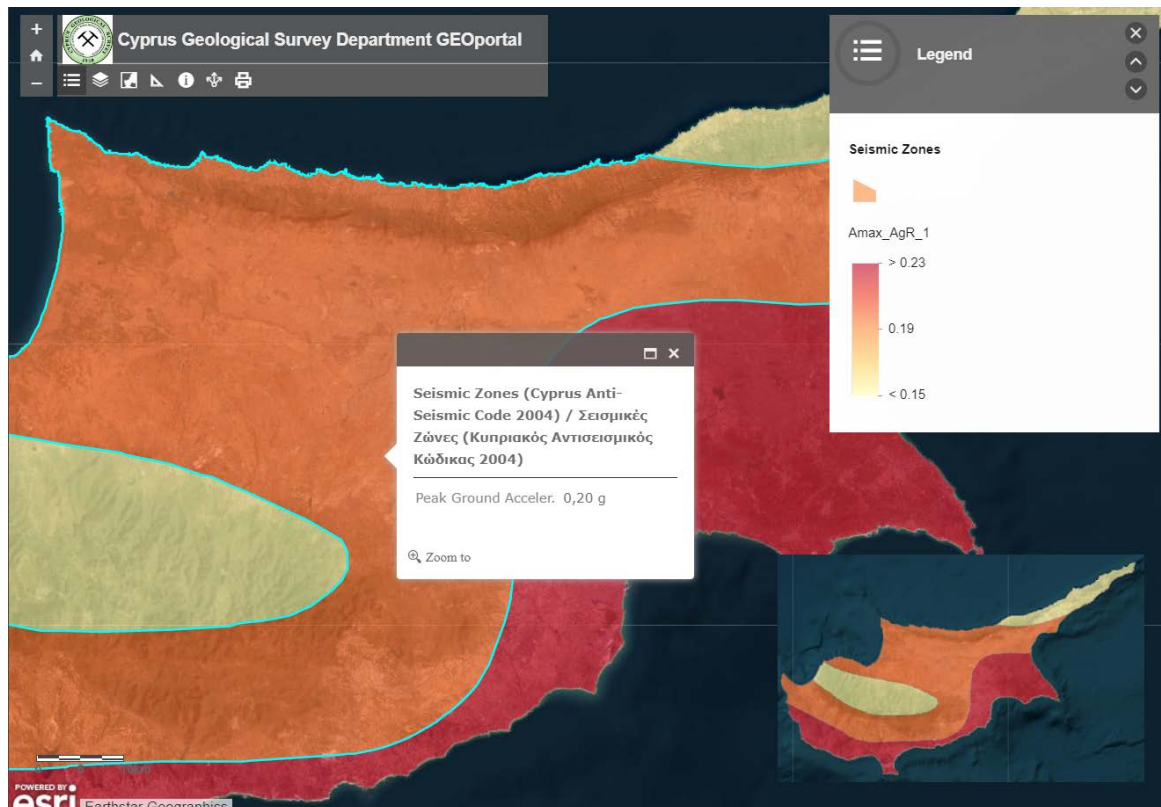 +
Cyprus Geological Survey Department GEOportal
−
Legend
Seismic Zones
Amax_AgR_1
> 0.23
0.19
< 0.15
Seismic Zones (Cyprus Anti-
Seismic Code 2004) / Σεισμικές
Ζώνες (Κυπριακός Αντισεισμικός
Κώδικας 2004)
Peak Ground Acceler. 0,20 g
Zoom to
POWERED BY
esri
Earthstar Geographics